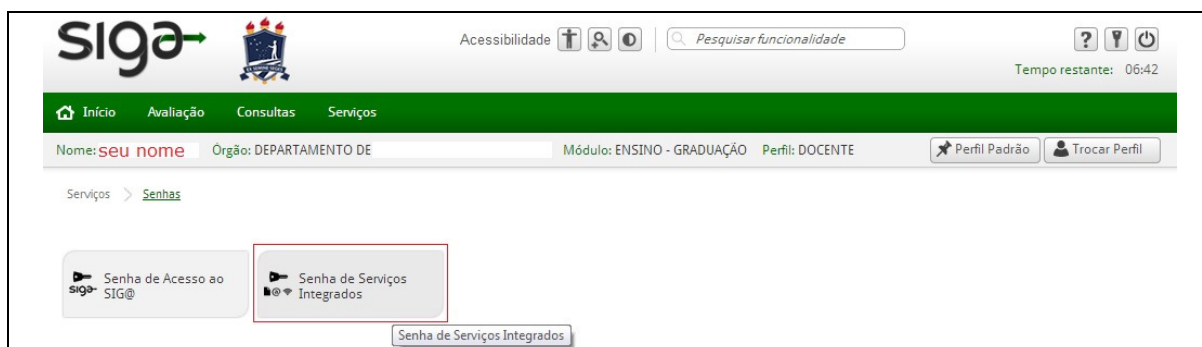 SIG@
Acessibilidade Pesquisar funcionalidade ?
Tempo restante: 06:42
Início Avaliação Consultas Serviços
Nome: seu nome Órgão: DEPARTAMENTO DE Módulo: ENSINO - GRADUAÇÃO Perfil: DOCENTE Perfil Padrão Trocar Perfil
Serviços > Senhas
Senha de Acesso ao
SIG@
Senha de Serviços
Integrados
Senha de Serviços Integrados